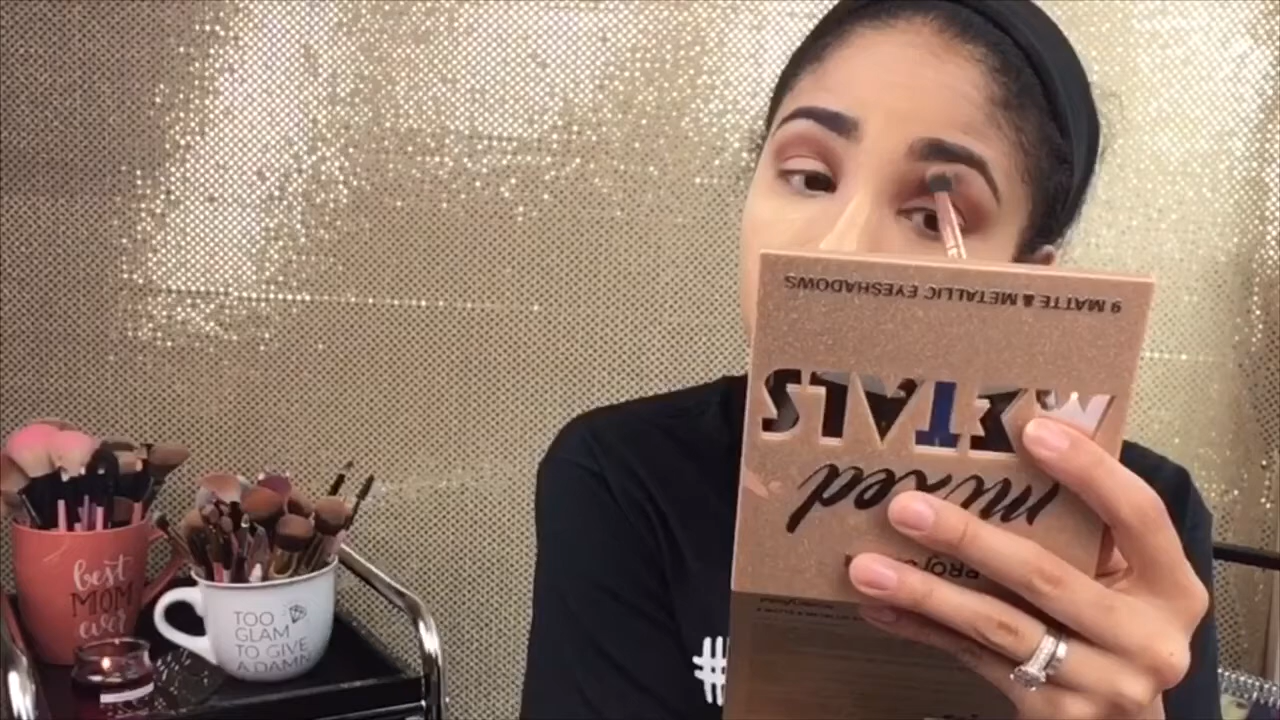 best
MOM
ever
TOO
GLAM
TO GIVE
A DAMN
#
9 MATTE & METALLIC EYESHADOWS
METALS
mixed